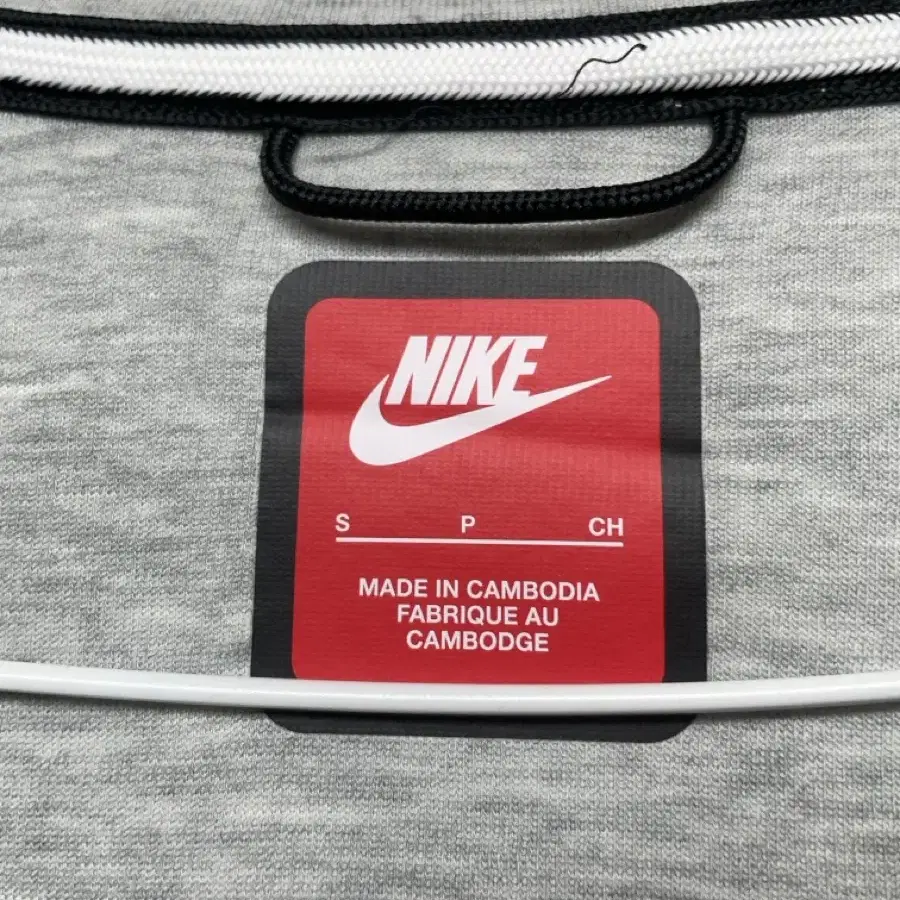 NIKE
S P CH
MADE IN CAMBODIA
FABRIQUE AU
CAMBODGE